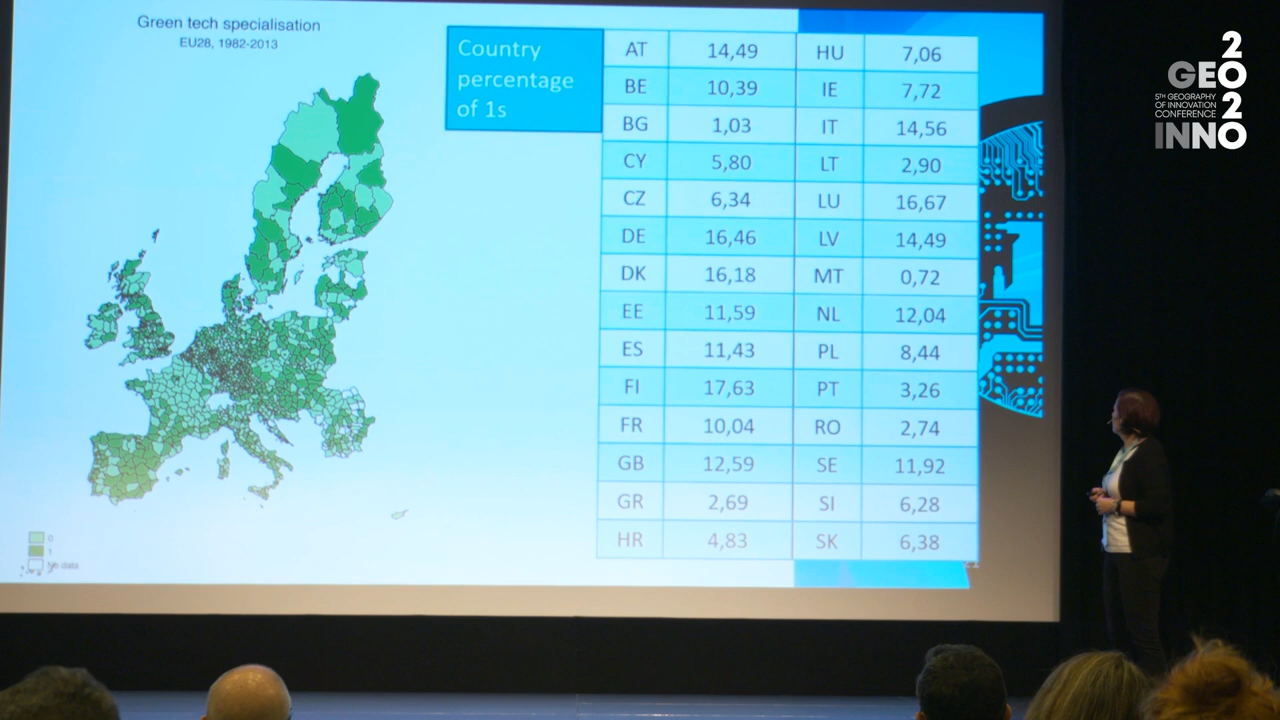 Green tech specialisation
EU28, 1982-2013
Country
percentage
of 1s
AT 14,49 HU 7,06
BE 10,39 IE 7,72
BG 1,03 IT 14,56
CY 5,80 LT 2,90
CZ 6,34 LU 16,67
DE 16,46 LV 14,49
DK 16,18 MT 0,72
EE 11,59 NL 12,04
ES 11,43 PL 8,44
FI 17,63 PT 3,26
FR 10,04 RO 2,74
GB 12,59 SE 11,92
GR 2,69 SI 6,28
HR 4,83 SK 6,38
0
1
No data
2
GEO
5TH GEOGRAPHY
OF INNOVATION
CONFERENCE
2
INNO